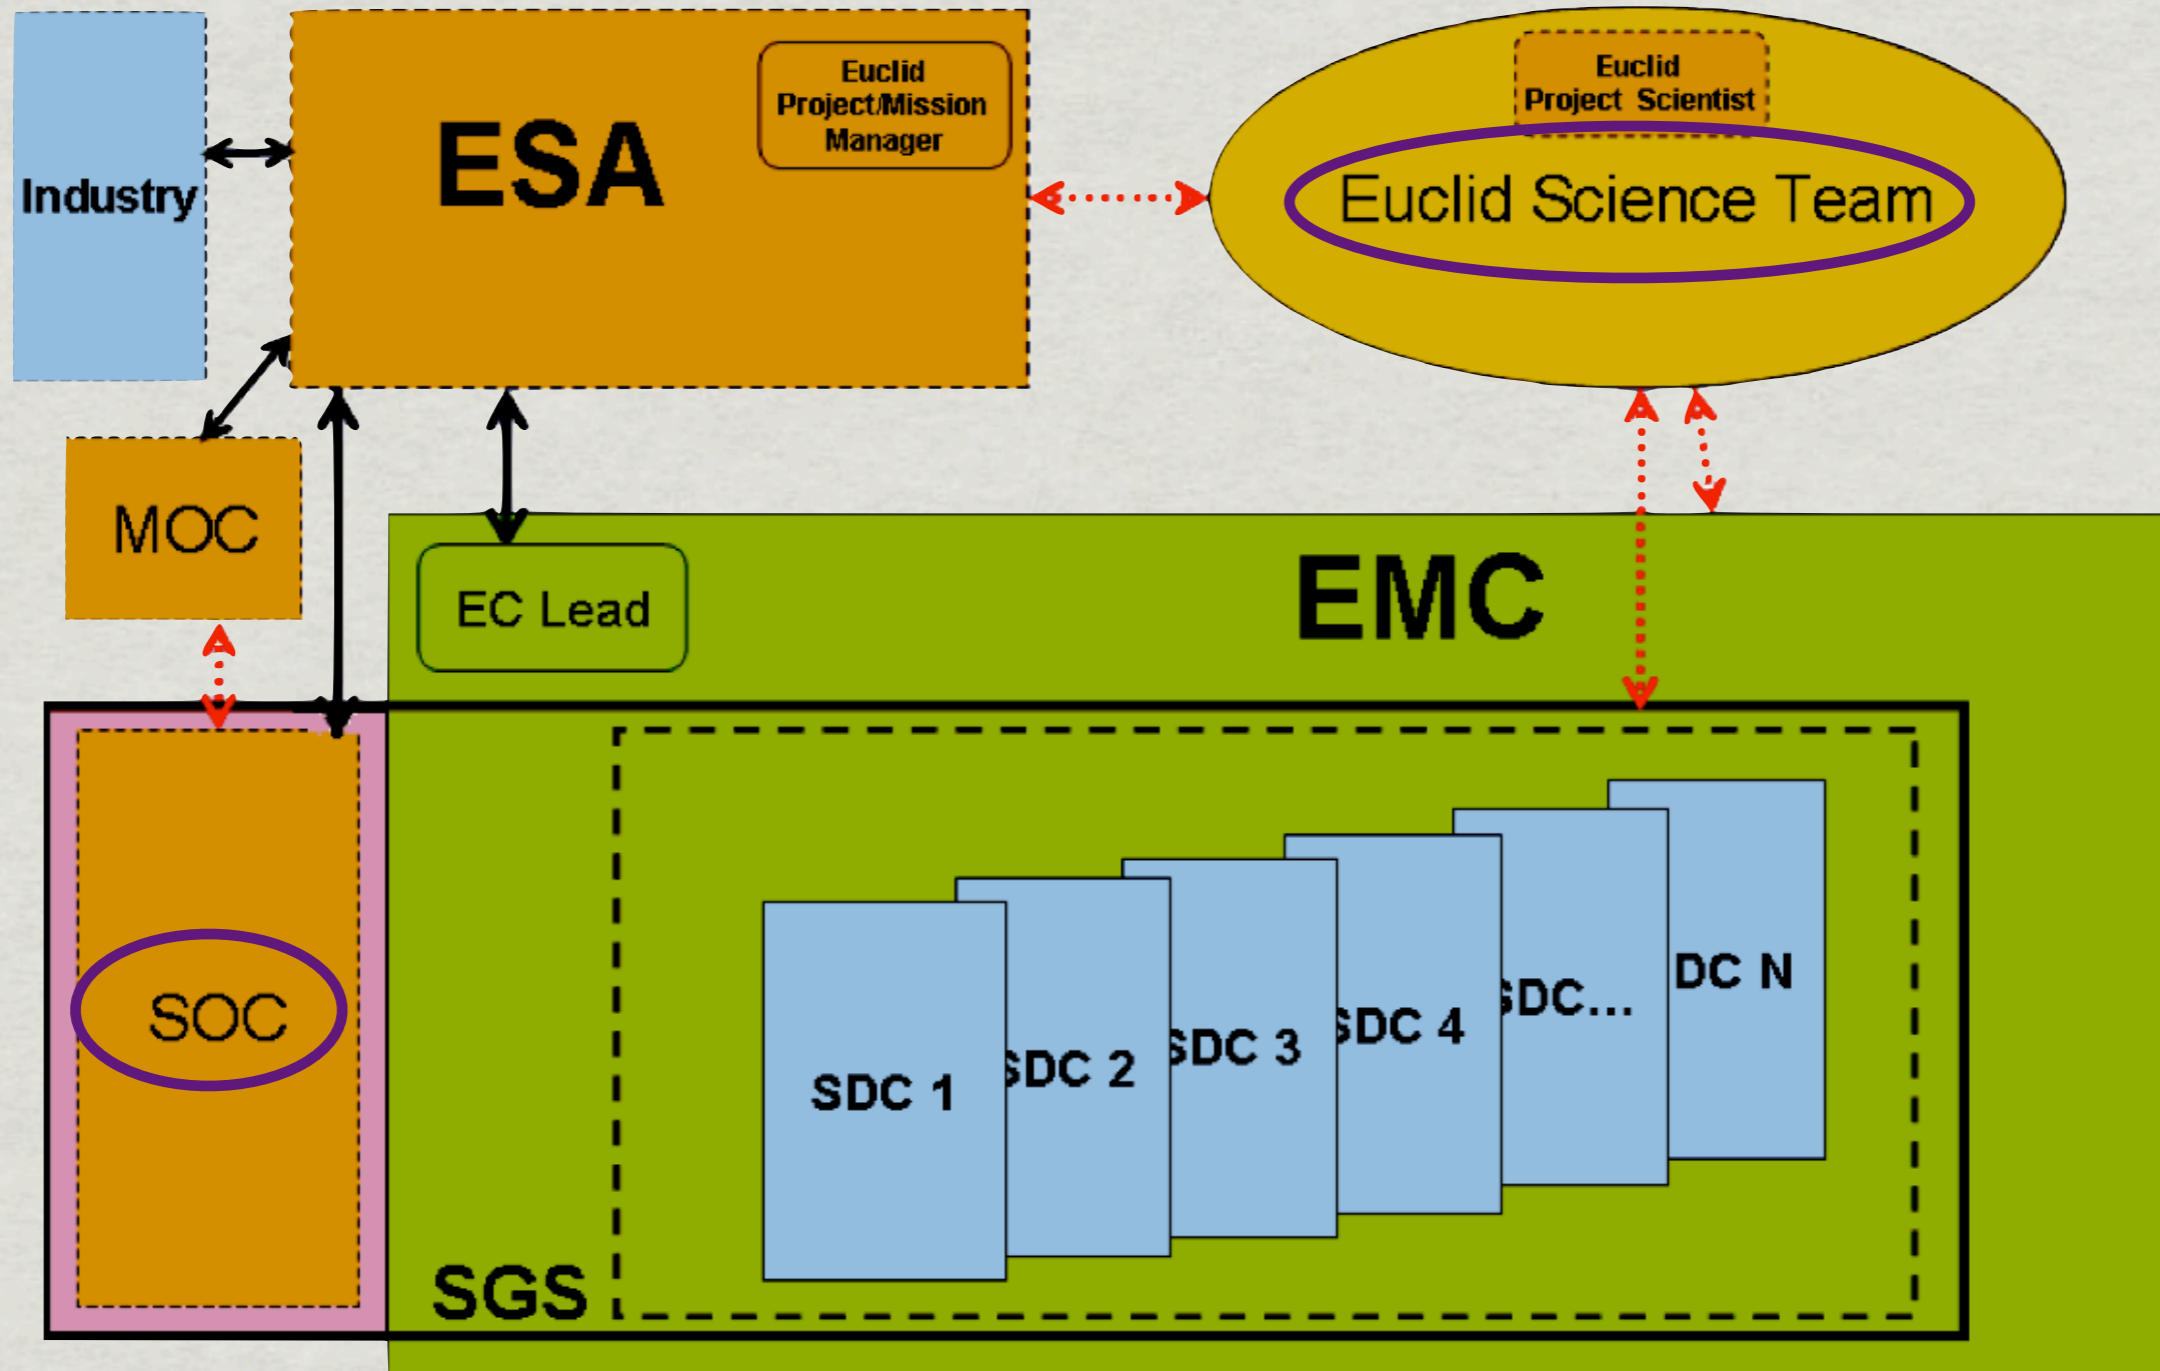 Industry
ESA
Euclid
Project/Mission
Manager
Euclid
Project Scientist
Euclid Science Team
MOC
EC Lead
EMC
SOC
SGS
SDC 1
SDC 2
SDC 3
SDC 4
SDC...
DC N